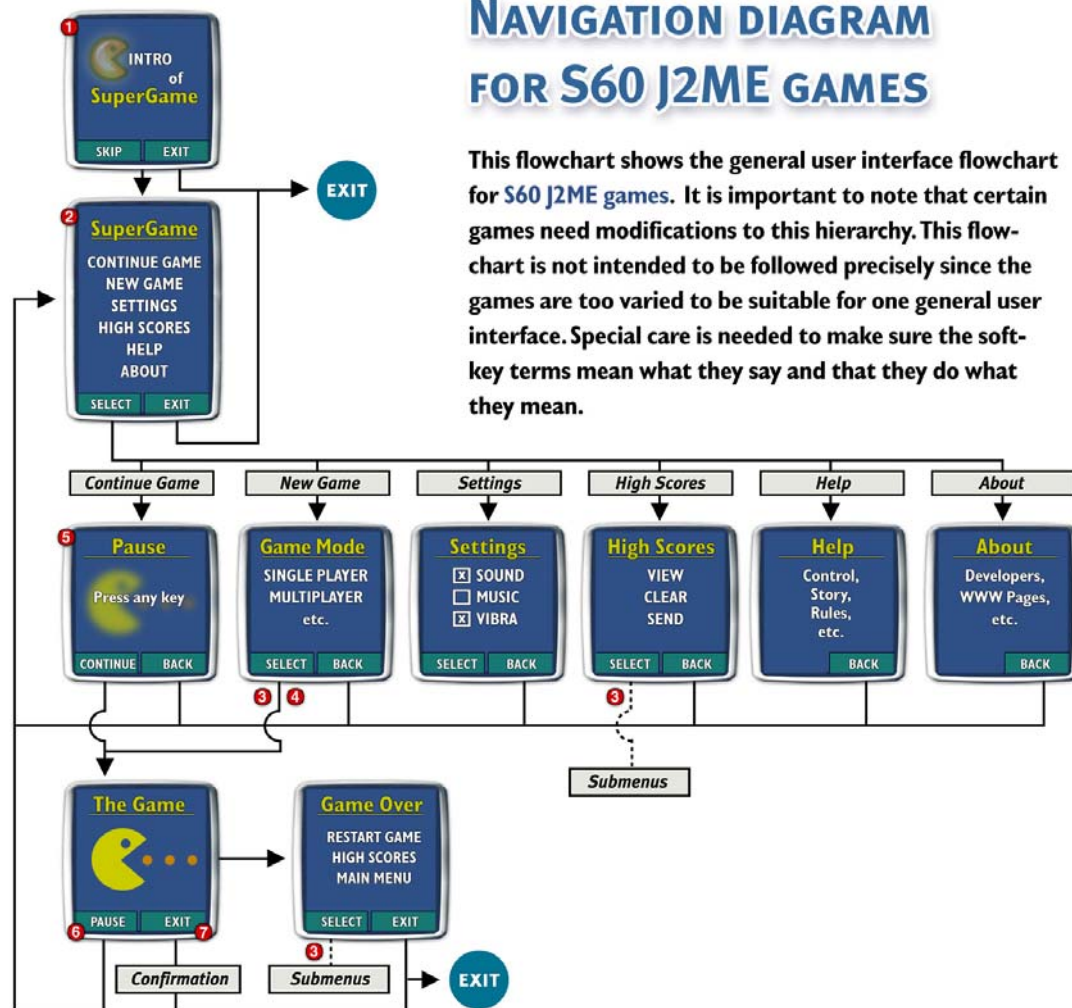 NAVIGATION DIAGRAM
FOR S60 J2ME GAMES
This flowchart shows the general user interface flowchart
for S60 J2ME games. It is important to note that certain
games need modifications to this hierarchy. This flow-
chart is not intended to be followed precisely since the
games are too varied to be suitable for one general user
interface. Special care is needed to make sure the soft-
key terms mean what they say and that they do what
they mean.
1
INTRO
of
SuperGame
SKIP EXIT
EXIT
2
SuperGame
CONTINUE GAME
NEW GAME
SETTINGS
HIGH SCORES
HELP
ABOUT
SELECT EXIT
Continue Game
New Game
Settings
High Scores
Help
About
5
Pause
Press any key
CONTINUE BACK
Game Mode
SINGLE PLAYER
MULTIPLAYER
etc.
SELECT BACK
3 4
Settings
x SOUND
MUSIC
x VIBRA
SELECT BACK
High Scores
VIEW
CLEAR
SEND
SELECT BACK
3
Submenus
Help
Control,
Story,
Rules,
etc.
BACK
About
Developers,
WWW Pages,
etc.
BACK
The Game
PAUSE EXIT
6 7
Confirmation
Game Over
RESTART GAME
HIGH SCORES
MAIN MENU
SELECT EXIT
3
Submenus
EXIT